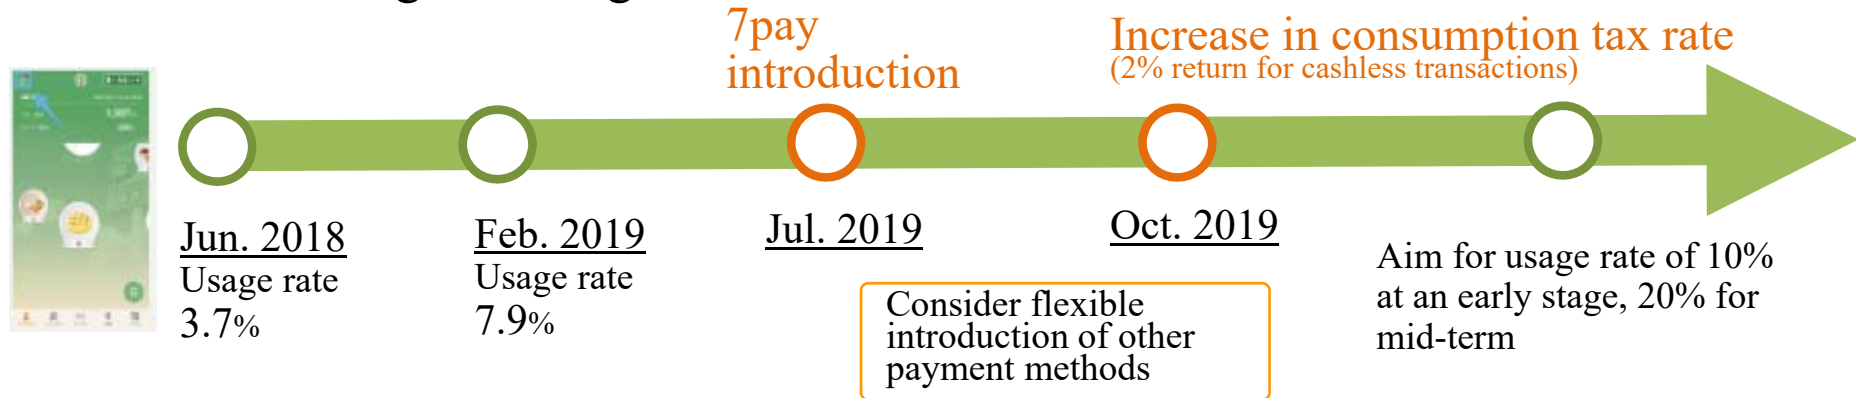 7pay
introduction
Increase in consumption tax rate
(2% return for cashless transactions)
Jun. 2018
Usage rate
3.7%
Feb. 2019
Usage rate
7.9%
Jul. 2019
Oct. 2019
Consider flexible
introduction of other
payment methods
Aim for usage rate of 10%
at an early stage, 20% for
mid-term